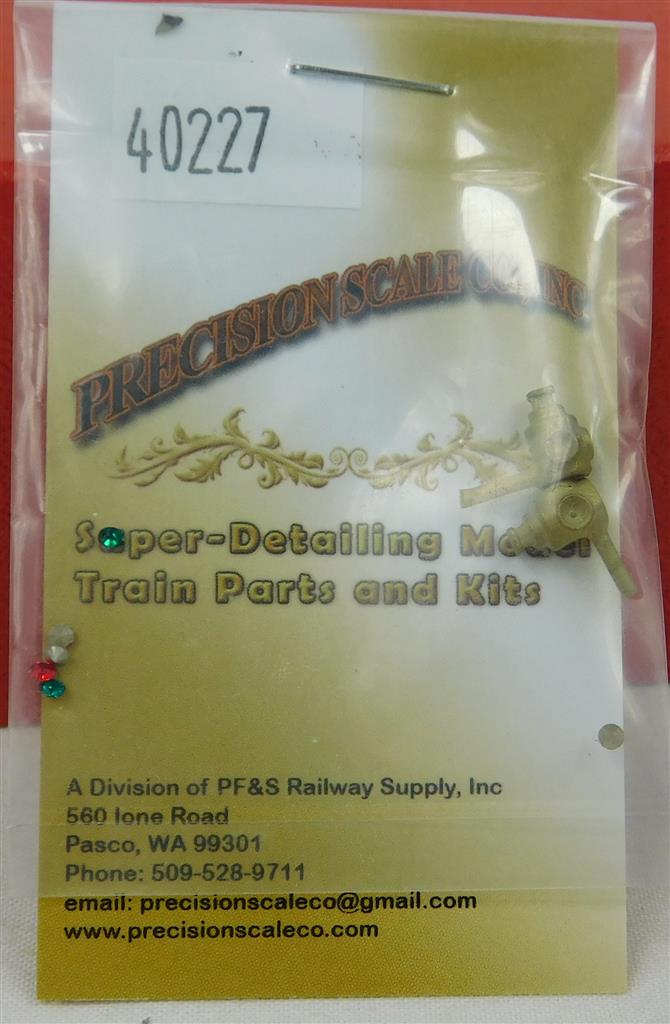 40227
PRECISION SCALE CO., INC
Super-Detailing Model
Train Parts and Kits
A Division of PF&S Railway Supply, Inc
560 Ione Road
Pasco, WA 99301
Phone: 509-528-9711
email: precisionscaleco@gmail.com
www.precisionscaleco.com